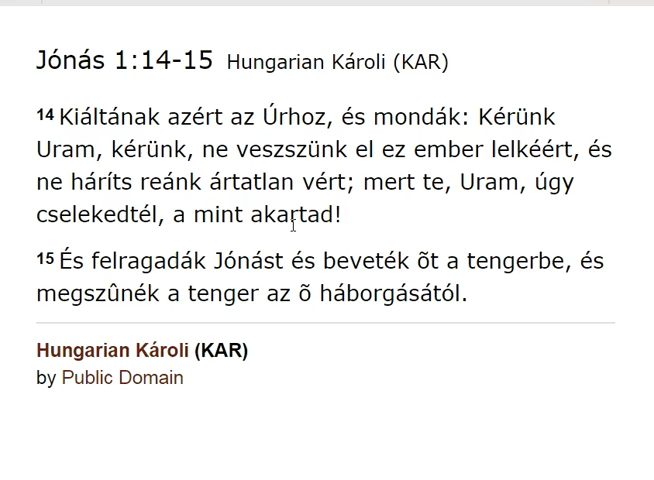 Jónás 1:14-15 Hungarian Károli (KAR)
14 Kiáltának azért az Úrhoz, és mondák: Kérünk
Uram, kérünk, ne veszszünk el ez ember lelkéért, és
ne háríts reánk ártatlan vért; mert te, Uram, úgy
cselekedtél, a mint akartad!
15 És felragadák Jónást és beveték õt a tengerbe, és
megszûnék a tenger az õ háborgásától.
Hungarian Károli (KAR)
by Public Domain